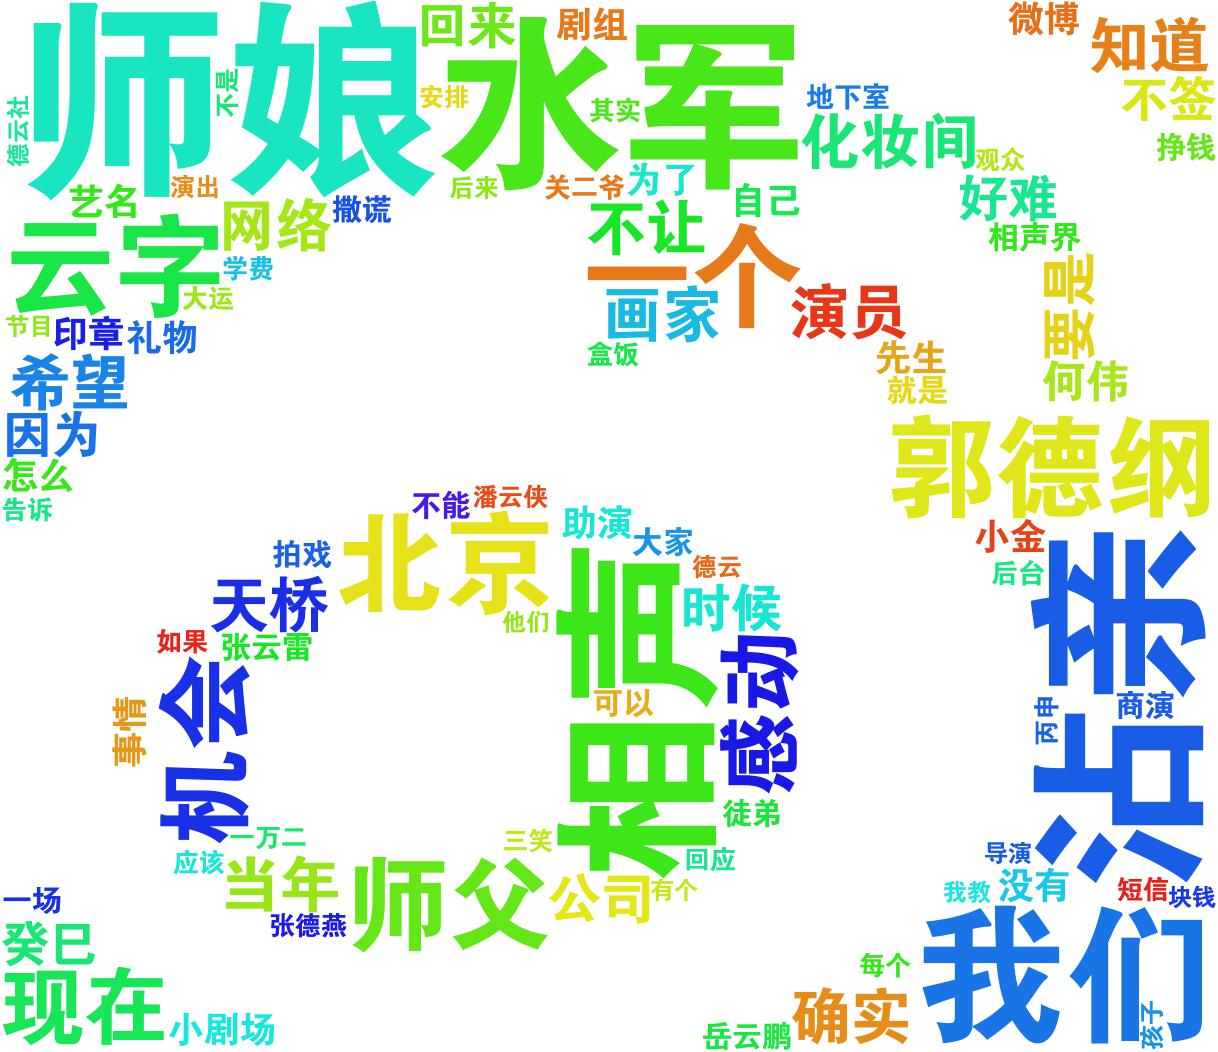 师娘
水军
回来
剧组
微博
知道
不签
挣钱
不是
德云社
安排
其实
地下室
化妆间
观众
好难
相声界
后来
关二爷
为了
自己
不让
艺名
演出
网络
撒谎
云字
学费
大运
一个
画家
演员
盒饭
要是
何伟
先生
就是
节目
印章
礼物
希望
因为
怎么
告诉
郭德纲
小金
后台
不能
潘云侠
助演
大家
德云
时候
北京
拍戏
天桥
他们
如果
张云雷
相声
可以
感动
机会
事情
沾亲
丙申
商演
徒弟
一万二
应该
三笑
回应
当年
张德燕
师父
公司
有个
导演
我教
没有
短信
块钱
一场
癸巳
现在
小剧场
每个
确实
岳云鹏
我们
孩子